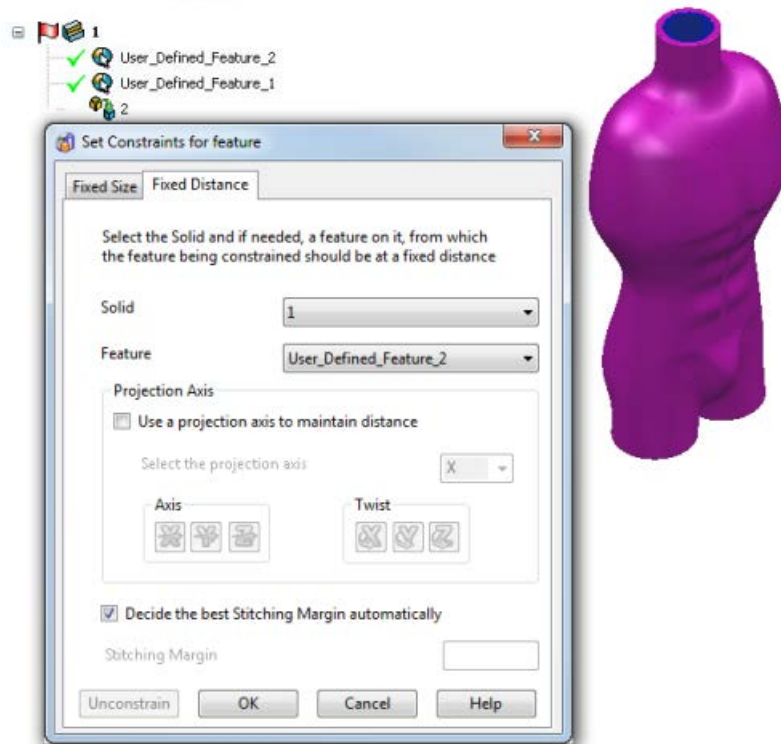 1
User_Defined_Feature_2
User_Defined_Feature_1
2
Set Constraints for feature
Fixed Size Fixed Distance
Select the Solid and if needed, a feature on it, from which
the feature being constrained should be at a fixed distance
Solid 1
Feature User_Defined_Feature_2
Projection Axis
Use a projection axis to maintain distance
Select the projection axis X
Axis Twist
X Y Z X Y Z
Decide the best Stitching Margin automatically
Stitching Margin
Unconstrain OK Cancel Help